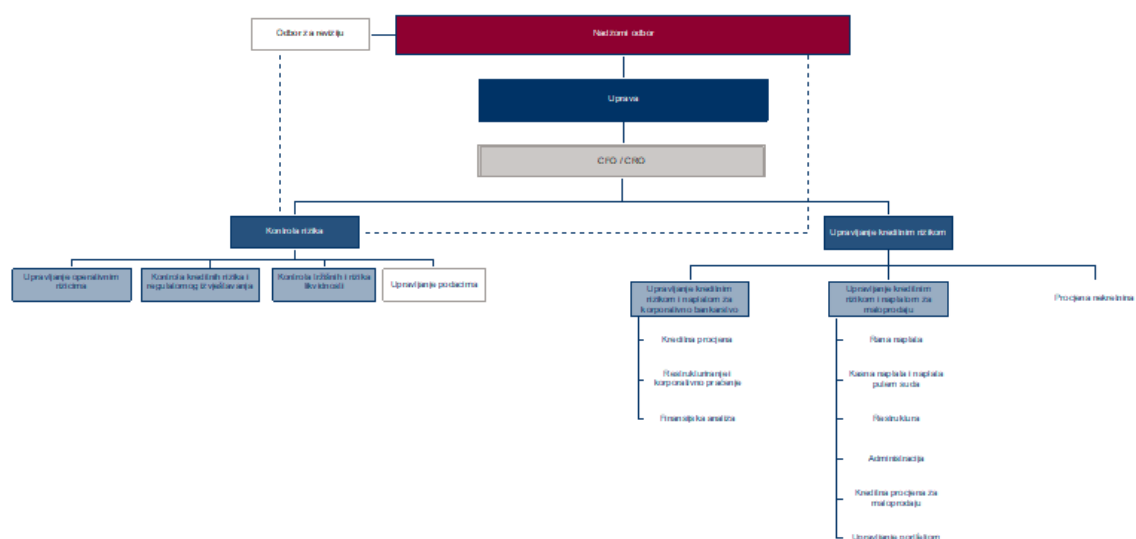 Odbor za reviziju
Nadzorni odbor
Uprava
CFO / CRO
Kontrola rizika
Upravljanje kreditnim rizikom
Upravljanje operativnim
rizicima
Kontrola kreditnih rizika i
regulatornog izvještavanja
Kontrola tržišnih i rizika
likvidnosti
Upravljanje podacima
Upravljanje kreditnim
rizikom i naplatom za
korporativno bankarstvo
Upravljanje kreditnim
rizikom i naplatom za
maloprodaju
Procjena nekretnina
Kreditna procjena
Restrukturiranje i
korporativno praćenje
Finansijska analiza
Rana naplata
Kasna naplata i naplata
putem suda
Restruktura
Administracija
Kreditna procjena za
maloprodaju
Upravljanje portfeljom